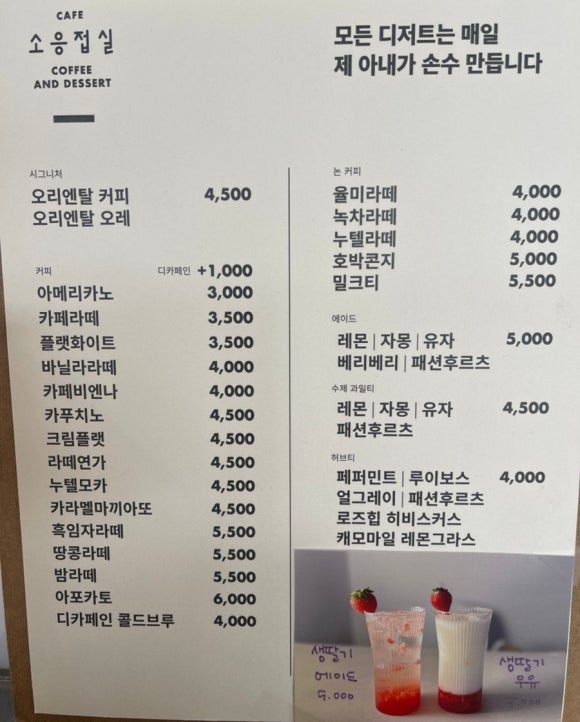 CAFE
소응접실
COFFEE
AND DESSERT
모든 디저트는 매일
제 아내가 손수 만듭니다
시그니처
오리엔탈 커피 4,500
오리엔탈 오레
커피 디카페인 +1,000
아메리카노 3,000
카페라떼 3,500
플랫화이트 3,500
바닐라라떼 4,000
카페비엔나 4,000
카푸치노 4,500
크림플랫 4,500
라떼연가 4,500
누텔모카 4,500
카라멜마끼아또 4,500
흑임자라떼 5,500
땅콩라떼 5,500
밤라떼 5,500
아포카토 6,000
디카페인 콜드브루 4,000
논 커피
율미라떼 4,000
녹차라떼 4,000
누텔라떼 4,000
호박콘지 5,000
밀크티 5,500
에이드
레몬 | 자몽 | 유자 5,000
베리베리 | 패션후르츠
수제 과일티
레몬 | 자몽 | 유자 4,500
패션후르츠
허브티
페퍼민트 | 루이보스 4,000
얼그레이 | 패션후르츠
로즈힙 히비스커스
캐모마일 레몬그라스
생딸기
에이드
5.000
생딸기
우유
5.000